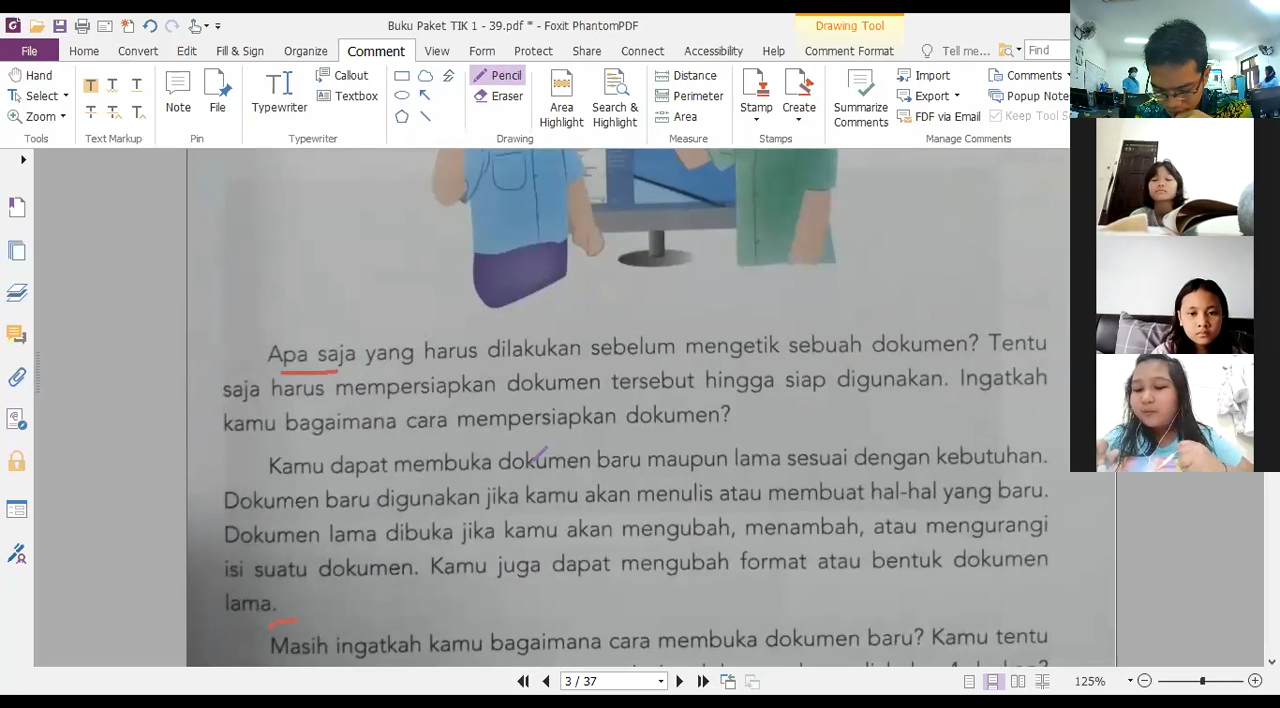 Buku Paket TIK 1 - 39.pdf * - Foxit PhantomPDF
Drawing Tool
File Home Convert Edit Fill & Sign Organize Comment View Form Protect Share Connect Accessibility Help Comment Format Tell me... Find
Hand
Select
Zoom
Tools
Text Markup
Note
File
Pin
Typewriter
Callout
Textbox
Typewriter
Pencil
Eraser
Drawing
Area Highlight
Search & Highlight
Distance
Perimeter
Area
Measure
Stamp
Create
Stamps
Summarize Comments
Import
Export
FDF via Email
Comments
Popup Note
Keep Tool S
Manage Comments
Apa saja yang harus dilakukan sebelum mengetik sebuah dokumen? Tentu
saja harus mempersiapkan dokumen tersebut hingga siap digunakan. Ingatkah
kamu bagaimana cara mempersiapkan dokumen?
Kamu dapat membuka dokumen baru maupun lama sesuai dengan kebutuhan.
Dokumen baru digunakan jika kamu akan menulis atau membuat hal-hal yang baru.
Dokumen lama dibuka jika kamu akan mengubah, menambah, atau mengurangi
isi suatu dokumen. Kamu juga dapat mengubah format atau bentuk dokumen
lama.
Masih ingatkah kamu bagaimana cara membuka dokumen baru? Kamu tentu
3 / 37
125%